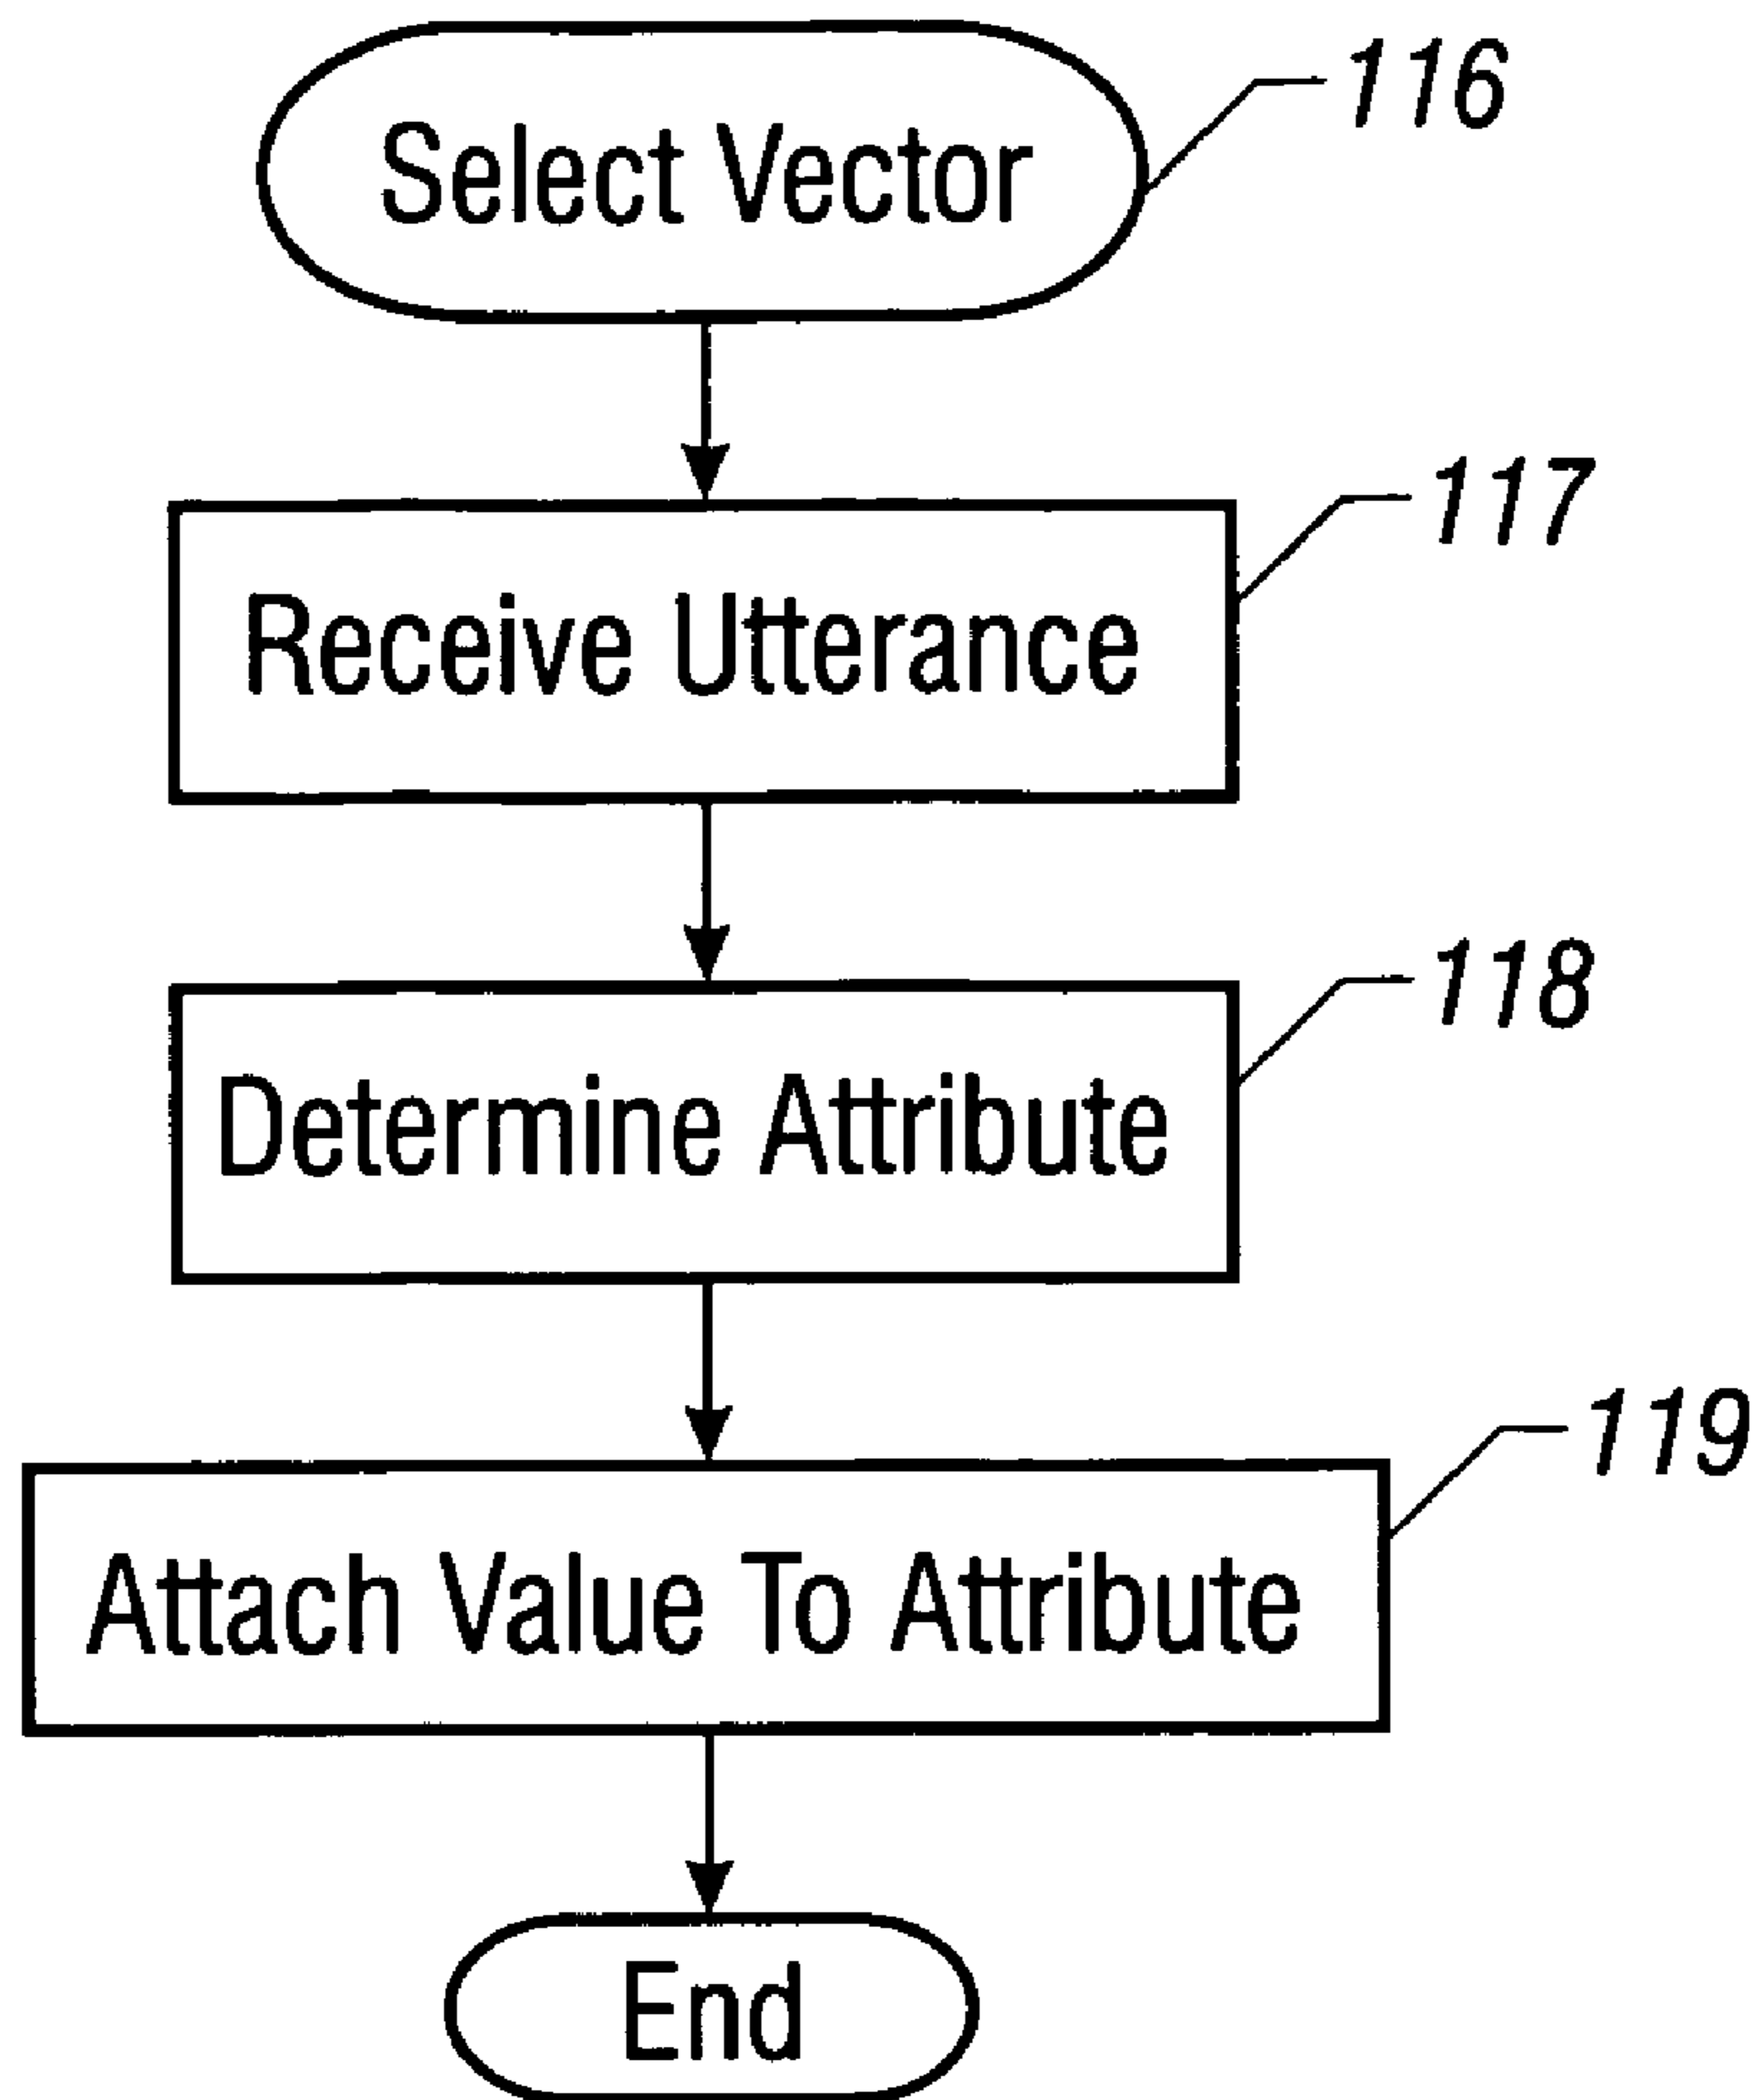 Select Vector
116
Receive Utterance
117
Determine Attribute
118
Attach Value To Attribute
119
End